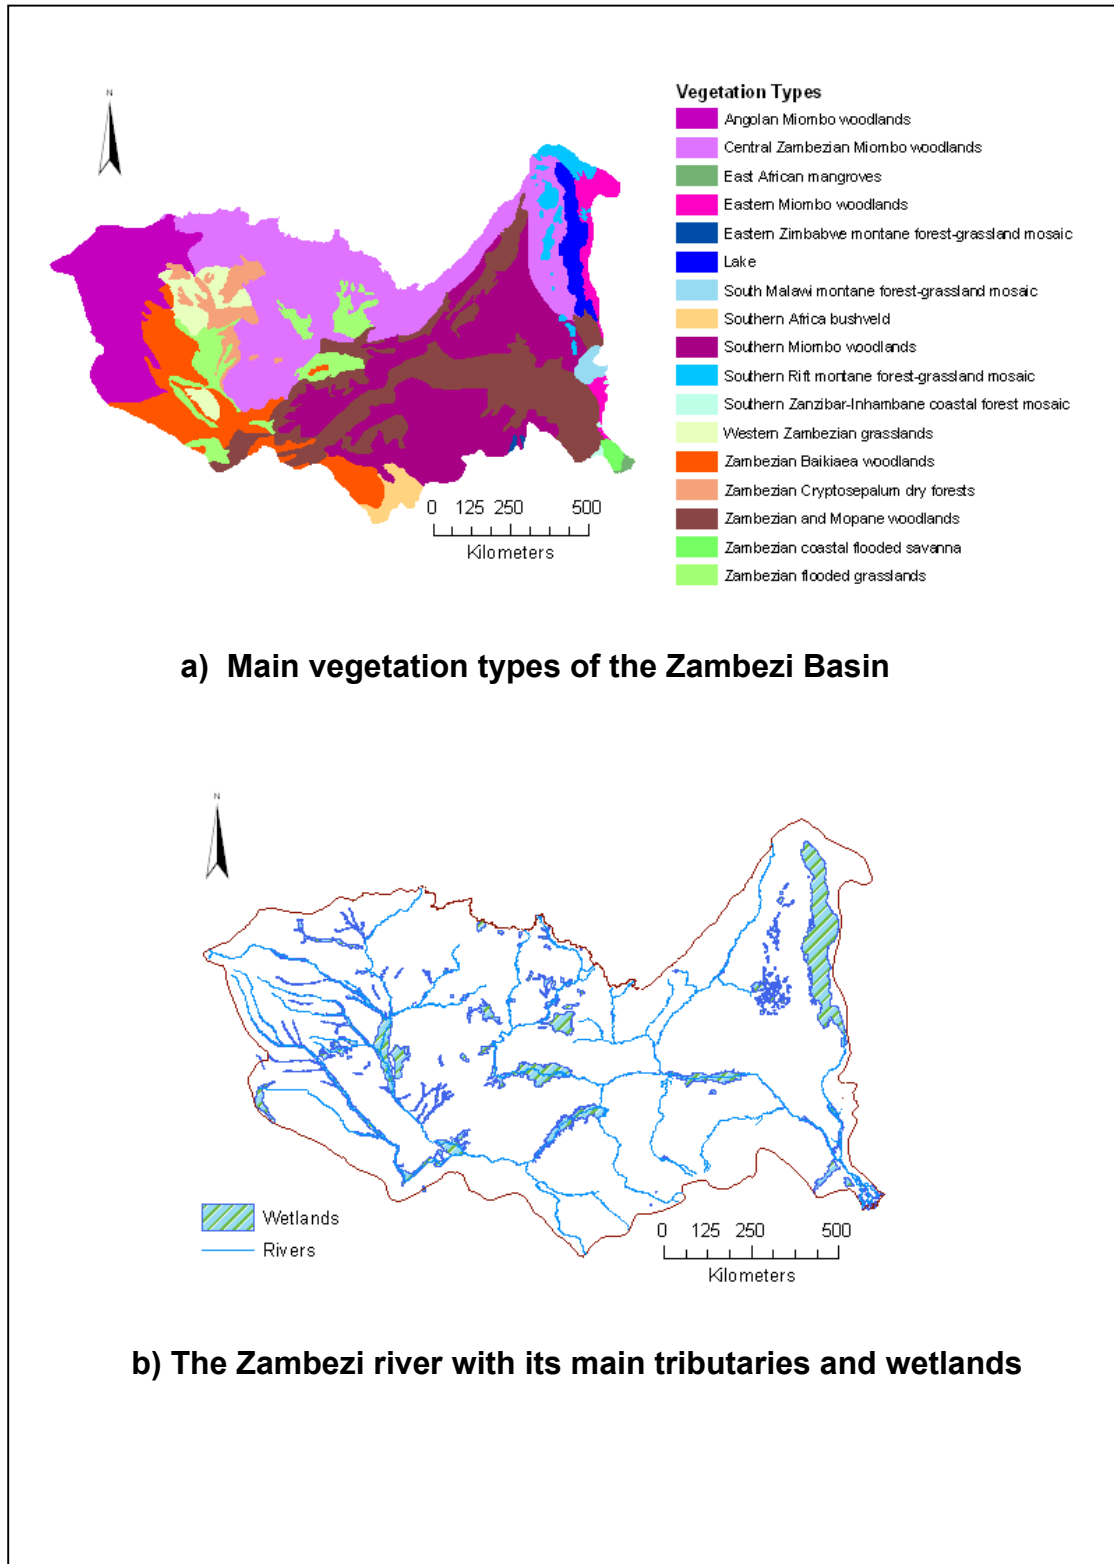 N
Vegetation Types
Angolan Miombo woodlands
Central Zambezian Miombo woodlands
East African mangroves
Eastern Miombo woodlands
Eastern Zimbabwe montane forest-grassland mosaic
Lake
South Malawi montane forest-grassland mosaic
Southern Africa bushveld
Southern Miombo woodlands
Southern Rift montane forest-grassland mosaic
Southern Zanzibar-Inhambane coastal forest mosaic
Western Zambezian grasslands
Zambezian Baikiaea woodlands
Zambezian Cryptosepalum dry forests
Zambezian and Mopane woodlands
Zambezian coastal flooded savanna
Zambezian flooded grasslands
0 125 250 500
Kilometers
a) Main vegetation types of the Zambezi Basin
N
Wetlands
Rivers
0 125 250 500
Kilometers
b) The Zambezi river with its main tributaries and wetlands